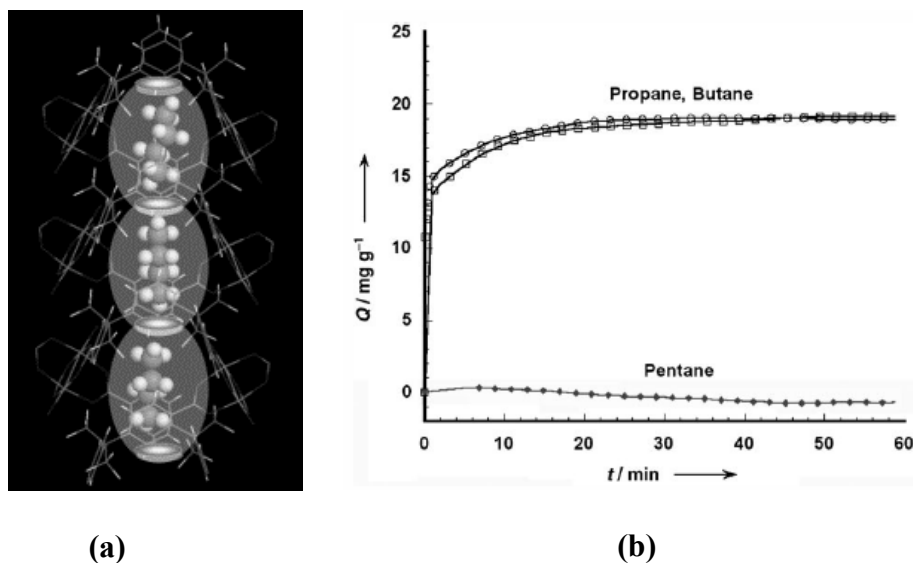 25
20
15
10
5
0
Q / mg g⁻¹
Propane, Butane
Pentane
0 10 20 30 40 50 60
t / min
(a)
(b)